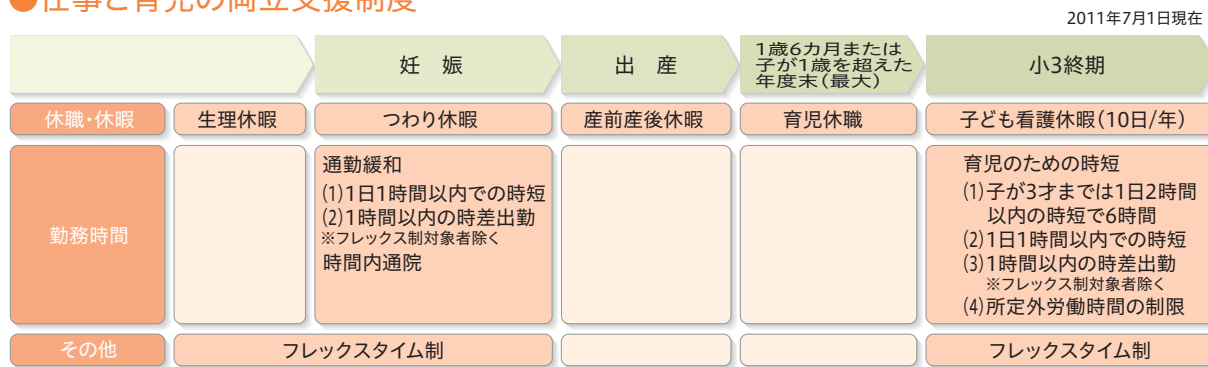 ●仕事と育児の両立支援制度
2011年7月1日現在
妊 娠
出 産
1歳6カ月または
子が1歳を超えた
年度末(最大)
小3終期
休職・休暇
生理休暇
つわり休暇
産前産後休暇
育児休職
子ども看護休暇(10日/年)
勤務時間
通勤緩和
(1)1日1時間以内での時短
(2)1時間以内の時差出勤
※フレックス制対象者除く
時間内通院
育児のための時短
(1)子が3才までは1日2時間
以内の時短で6時間
(2)1日1時間以内での時短
(3)1時間以内の時差出勤
※フレックス制対象者除く
(4)所定外労働時間の制限
その他
フレックスタイム制
フレックスタイム制